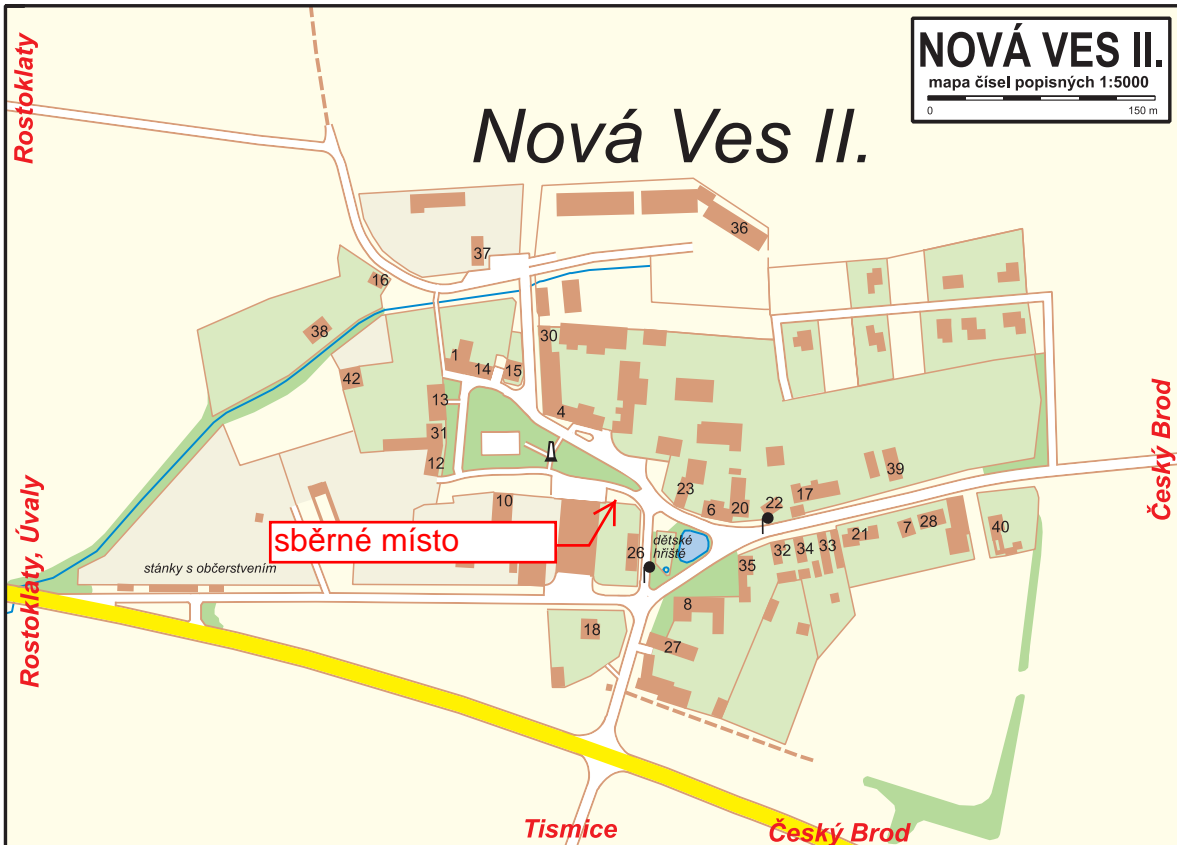 Rostoklaty
NOVÁ VES II.
mapa čísel popisných 1:5000
0 150 m
Nová Ves II.
36
37
16
38
30
1
14
15
42
13
4
31
12
10
23
6
20
22
17
39
sběrné místo
26
dětské
hřiště
32
34
33
21
7
28
40
35
stánky s občerstvením
8
18
27
Rostoklaty, Úvaly
Český Brod
Tismice
Český Brod